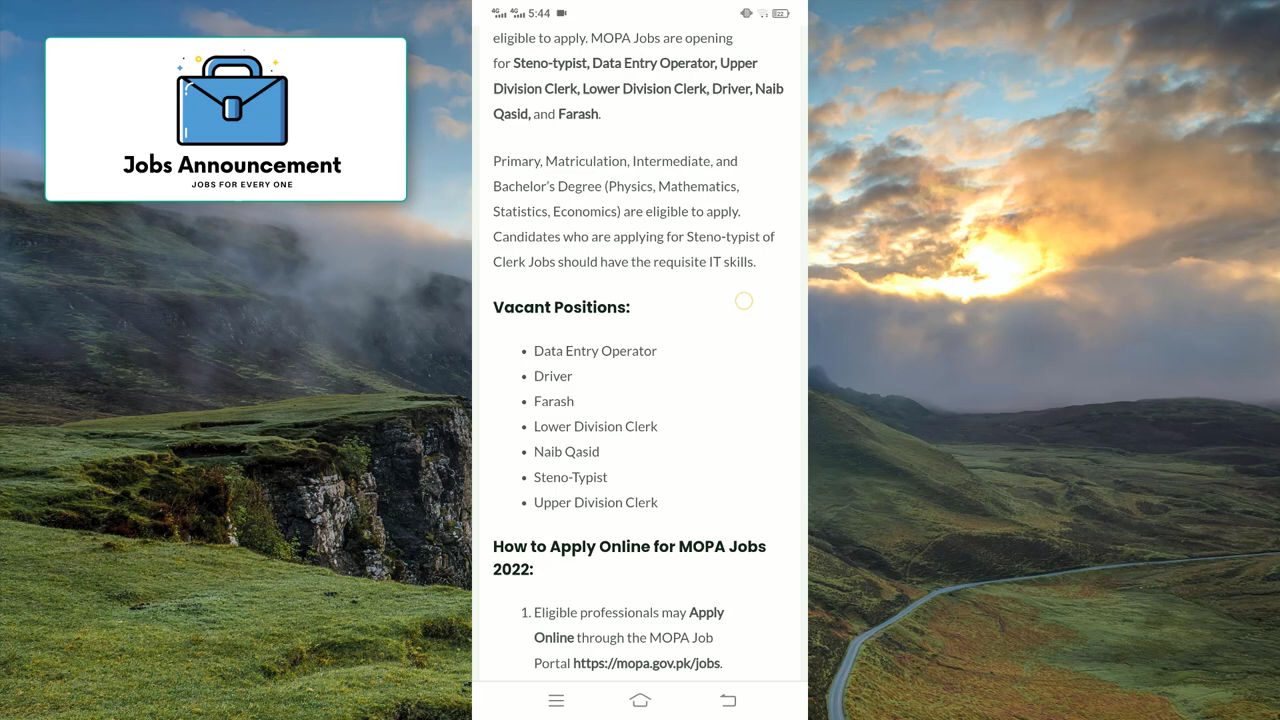 Jobs Announcement
JOBS FOR EVERY ONE
4G 4G 5:44 22
eligible to apply. MOPA Jobs are opening
for Steno-typist, Data Entry Operator, Upper
Division Clerk, Lower Division Clerk, Driver, Naib
Qasid, and Farash.
Primary, Matriculation, Intermediate, and
Bachelor's Degree (Physics, Mathematics,
Statistics, Economics) are eligible to apply.
Candidates who are applying for Steno-typist of
Clerk Jobs should have the requisite IT skills.
Vacant Positions:
• Data Entry Operator
• Driver
• Farash
• Lower Division Clerk
• Naib Qasid
• Steno-Typist
• Upper Division Clerk
How to Apply Online for MOPA Jobs
2022:
1. Eligible professionals may Apply
Online through the MOPA Job
Portal https://mopa.gov.pk/jobs.